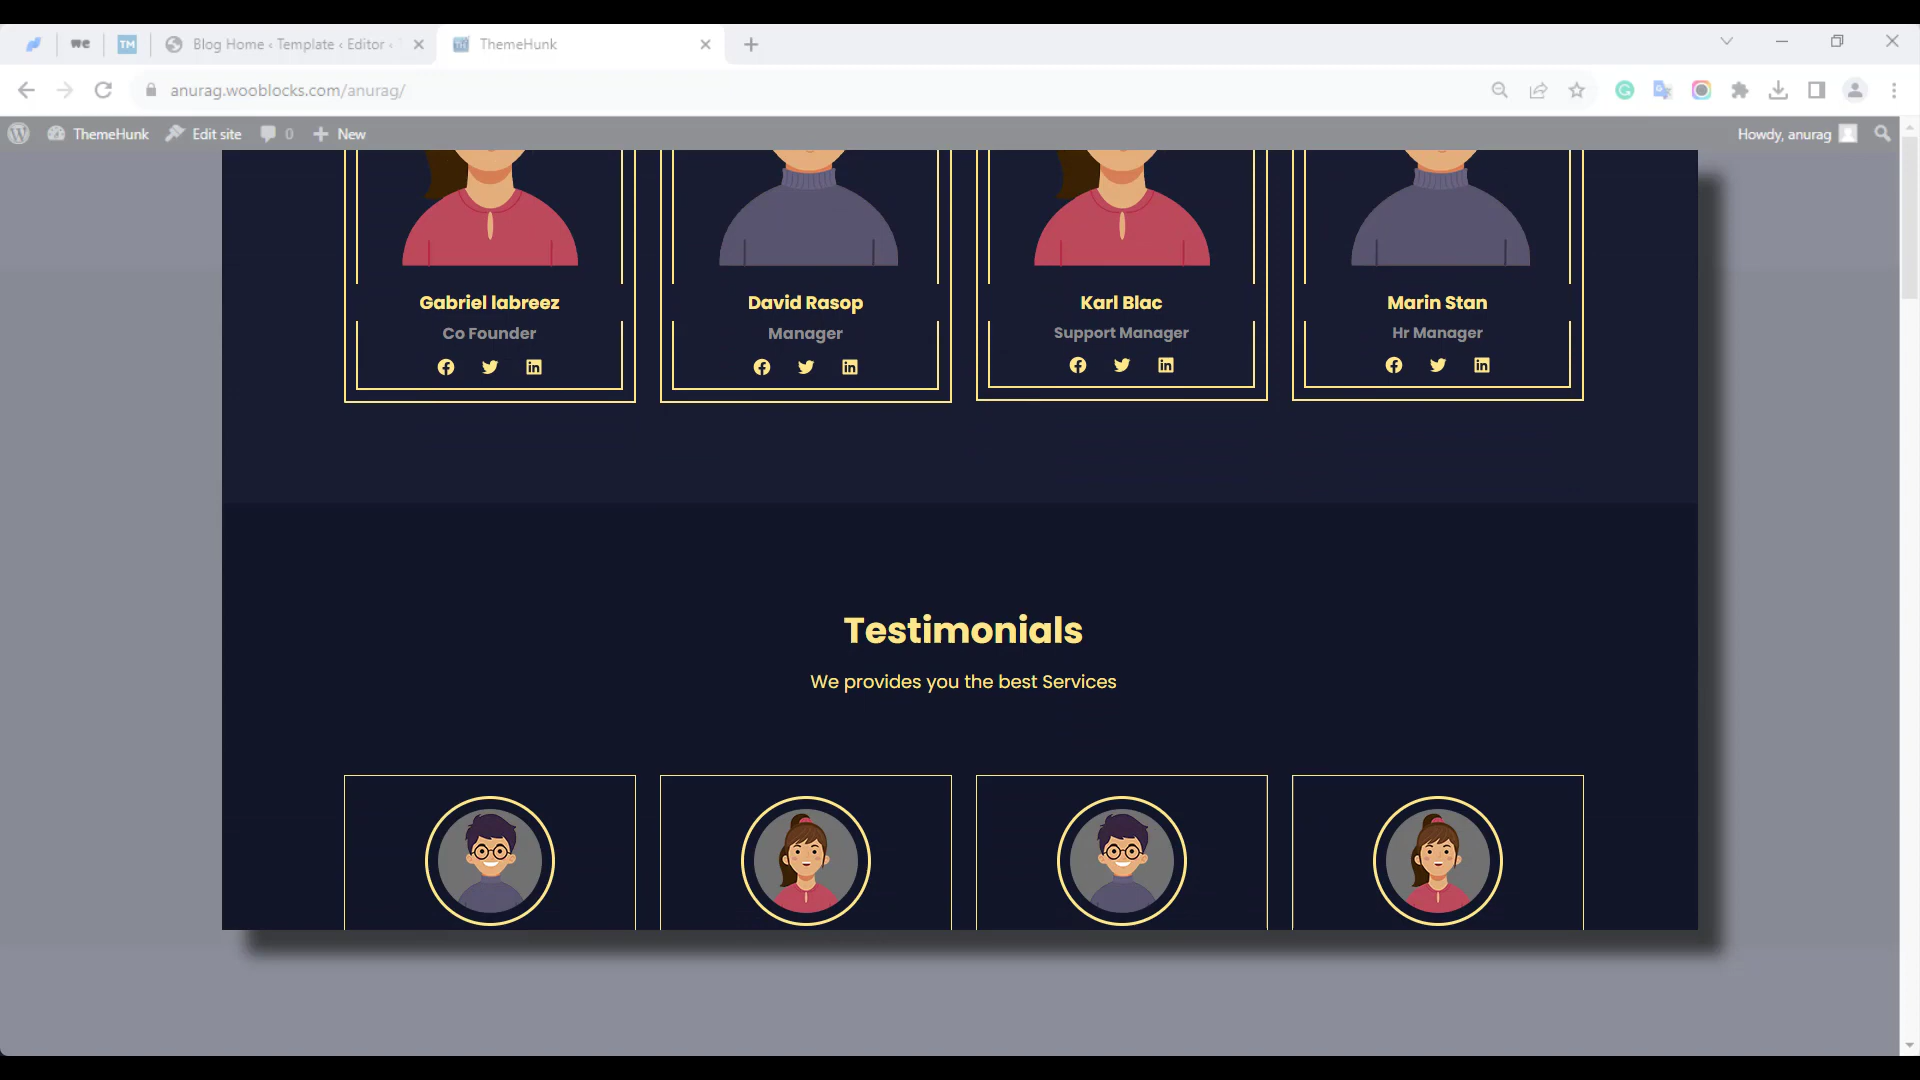 we
TM
Blog Home ‹ Template ‹ Editor ‹
ThemeHunk
anurag.wooblocks.com/anurag/
ThemeHunk
Edit site
0
New
Howdy, anurag
Gabriel labreez
David Rasop
Karl Blac
Marin Stan
Co Founder
Manager
Support Manager
Hr Manager
Testimonials
We provides you the best Services